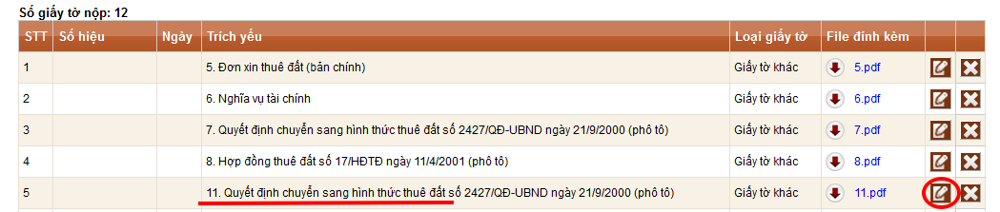 Số giấy tờ nộp: 12
STT Số hiệu Ngày Trích yếu Loại giấy tờ File đính kèm
1 5. Đơn xin thuê đất (bản chính) Giấy tờ khác 5.pdf
2 6. Nghĩa vụ tài chính Giấy tờ khác 6.pdf
3 7. Quyết định chuyển sang hình thức thuê đất số 2427/QĐ-UBND ngày 21/9/2000 (phô tô) Giấy tờ khác 7.pdf
4 8. Hợp đồng thuê đất số 17/HĐTĐ ngày 11/4/2001 (phô tô) Giấy tờ khác 8.pdf
5 11. Quyết định chuyển sang hình thức thuê đất số 2427/QĐ-UBND ngày 21/9/2000 (phô tô) Giấy tờ khác 11.pdf